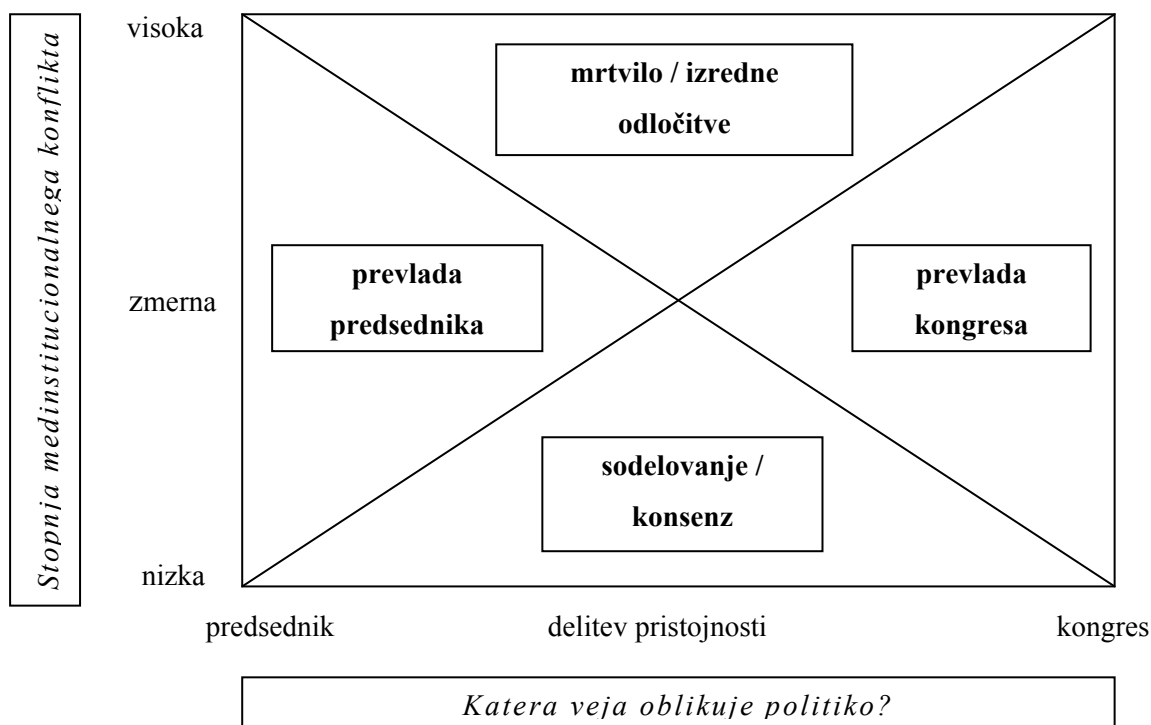 visoka
Stopnja medinstitucionalnega konflikta
mrtvilo / izredne
odločitve
prevlada
predsednika
zmerna
prevlada
kongresa
sodelovanje /
konsenz
nizka
predsednik
delitev pristojnosti
kongres
Katera veja oblikuje politiko?